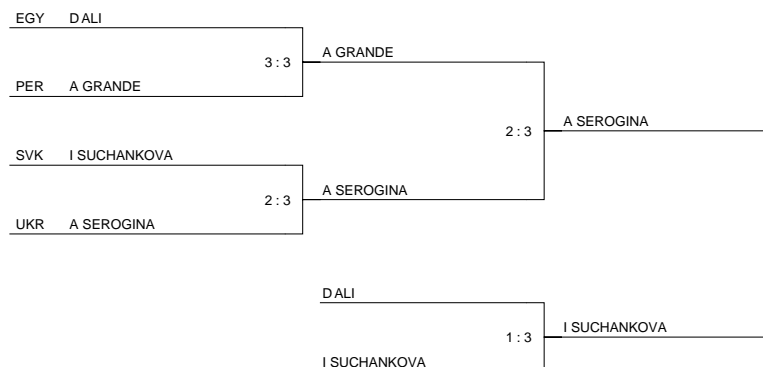 EGY D ALI
A GRANDE
3 : 3
PER A GRANDE
A SEROGINA
2 : 3
SVK I SUCHANKOVA
A SEROGINA
2 : 3
UKR A SEROGINA
D ALI
I SUCHANKOVA
1 : 3
I SUCHANKOVA